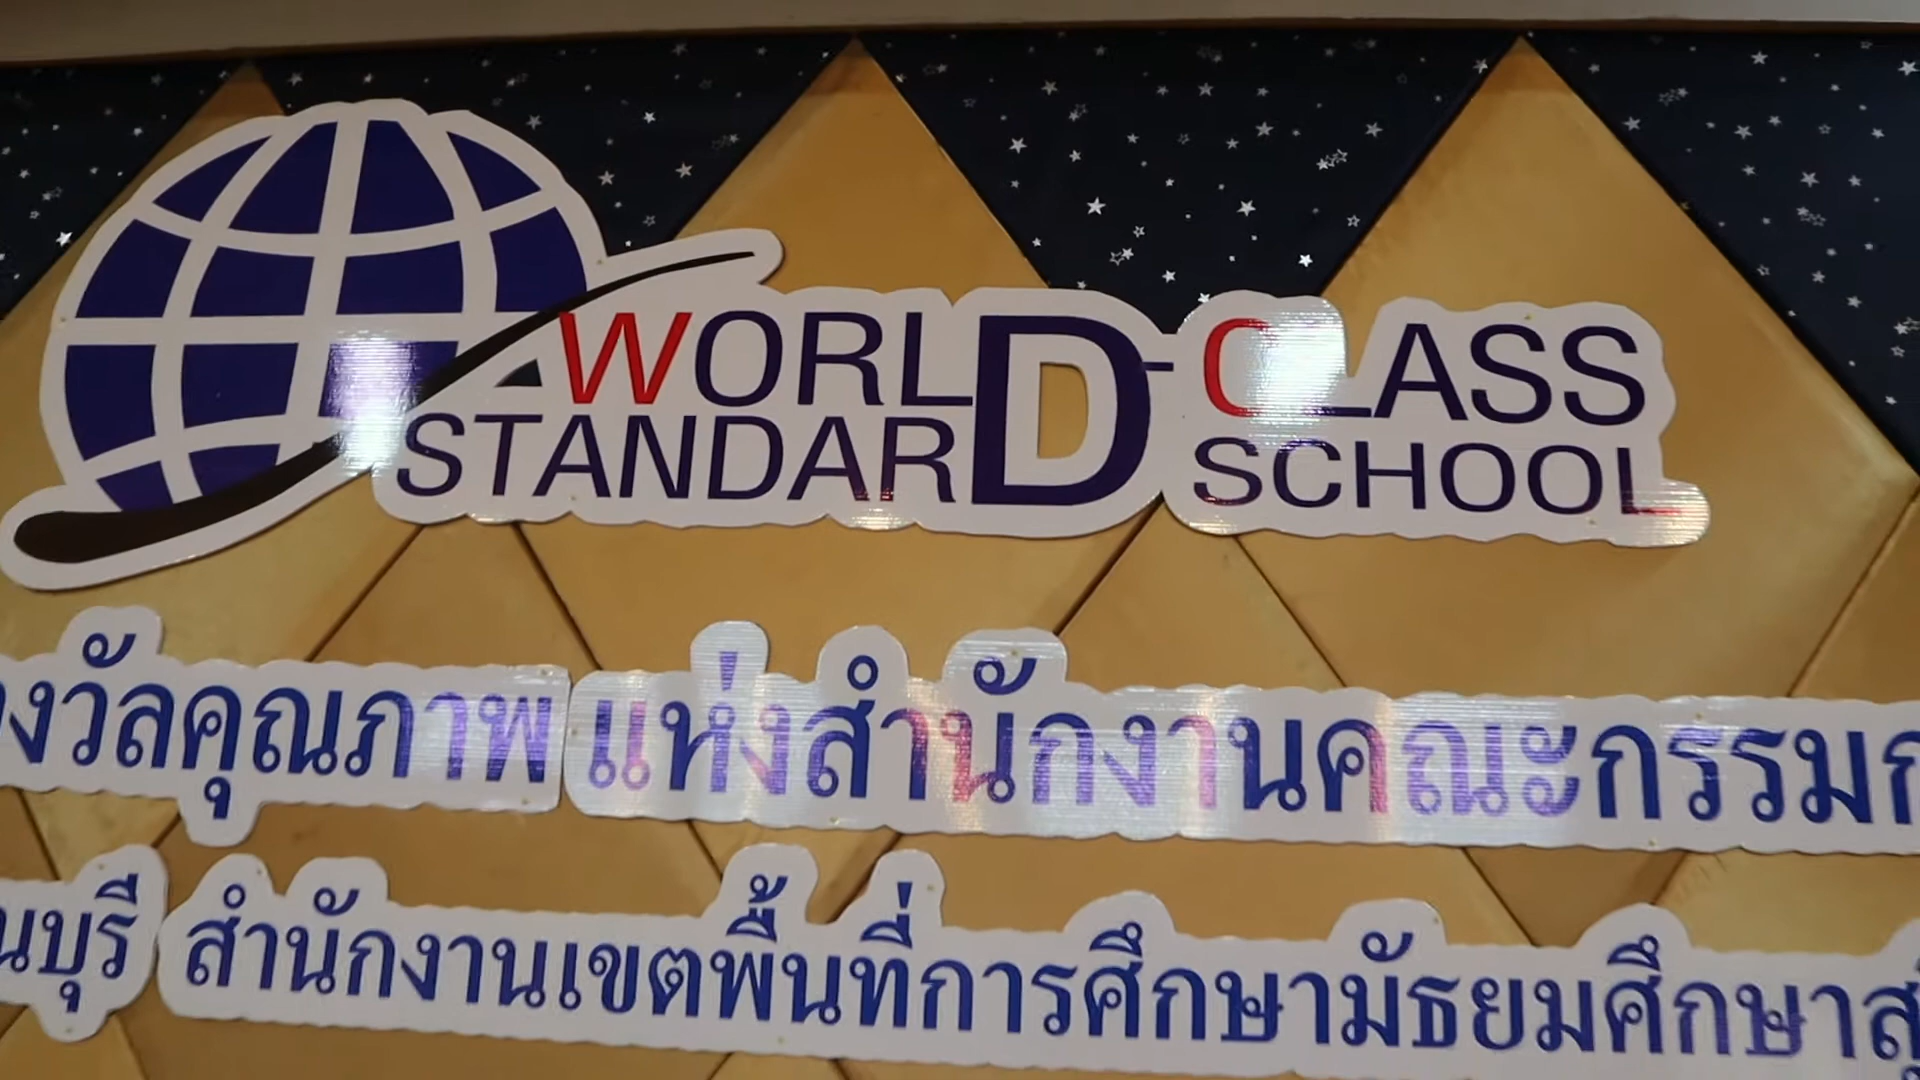 WORLD-CLASS
STANDARD SCHOOL
งวัลคุณภาพ แห่งสำนักงานคณะกรรมก
นบุรี สำนักงานเขตพื้นที่การศึกษามัธยมศึกษาสุ